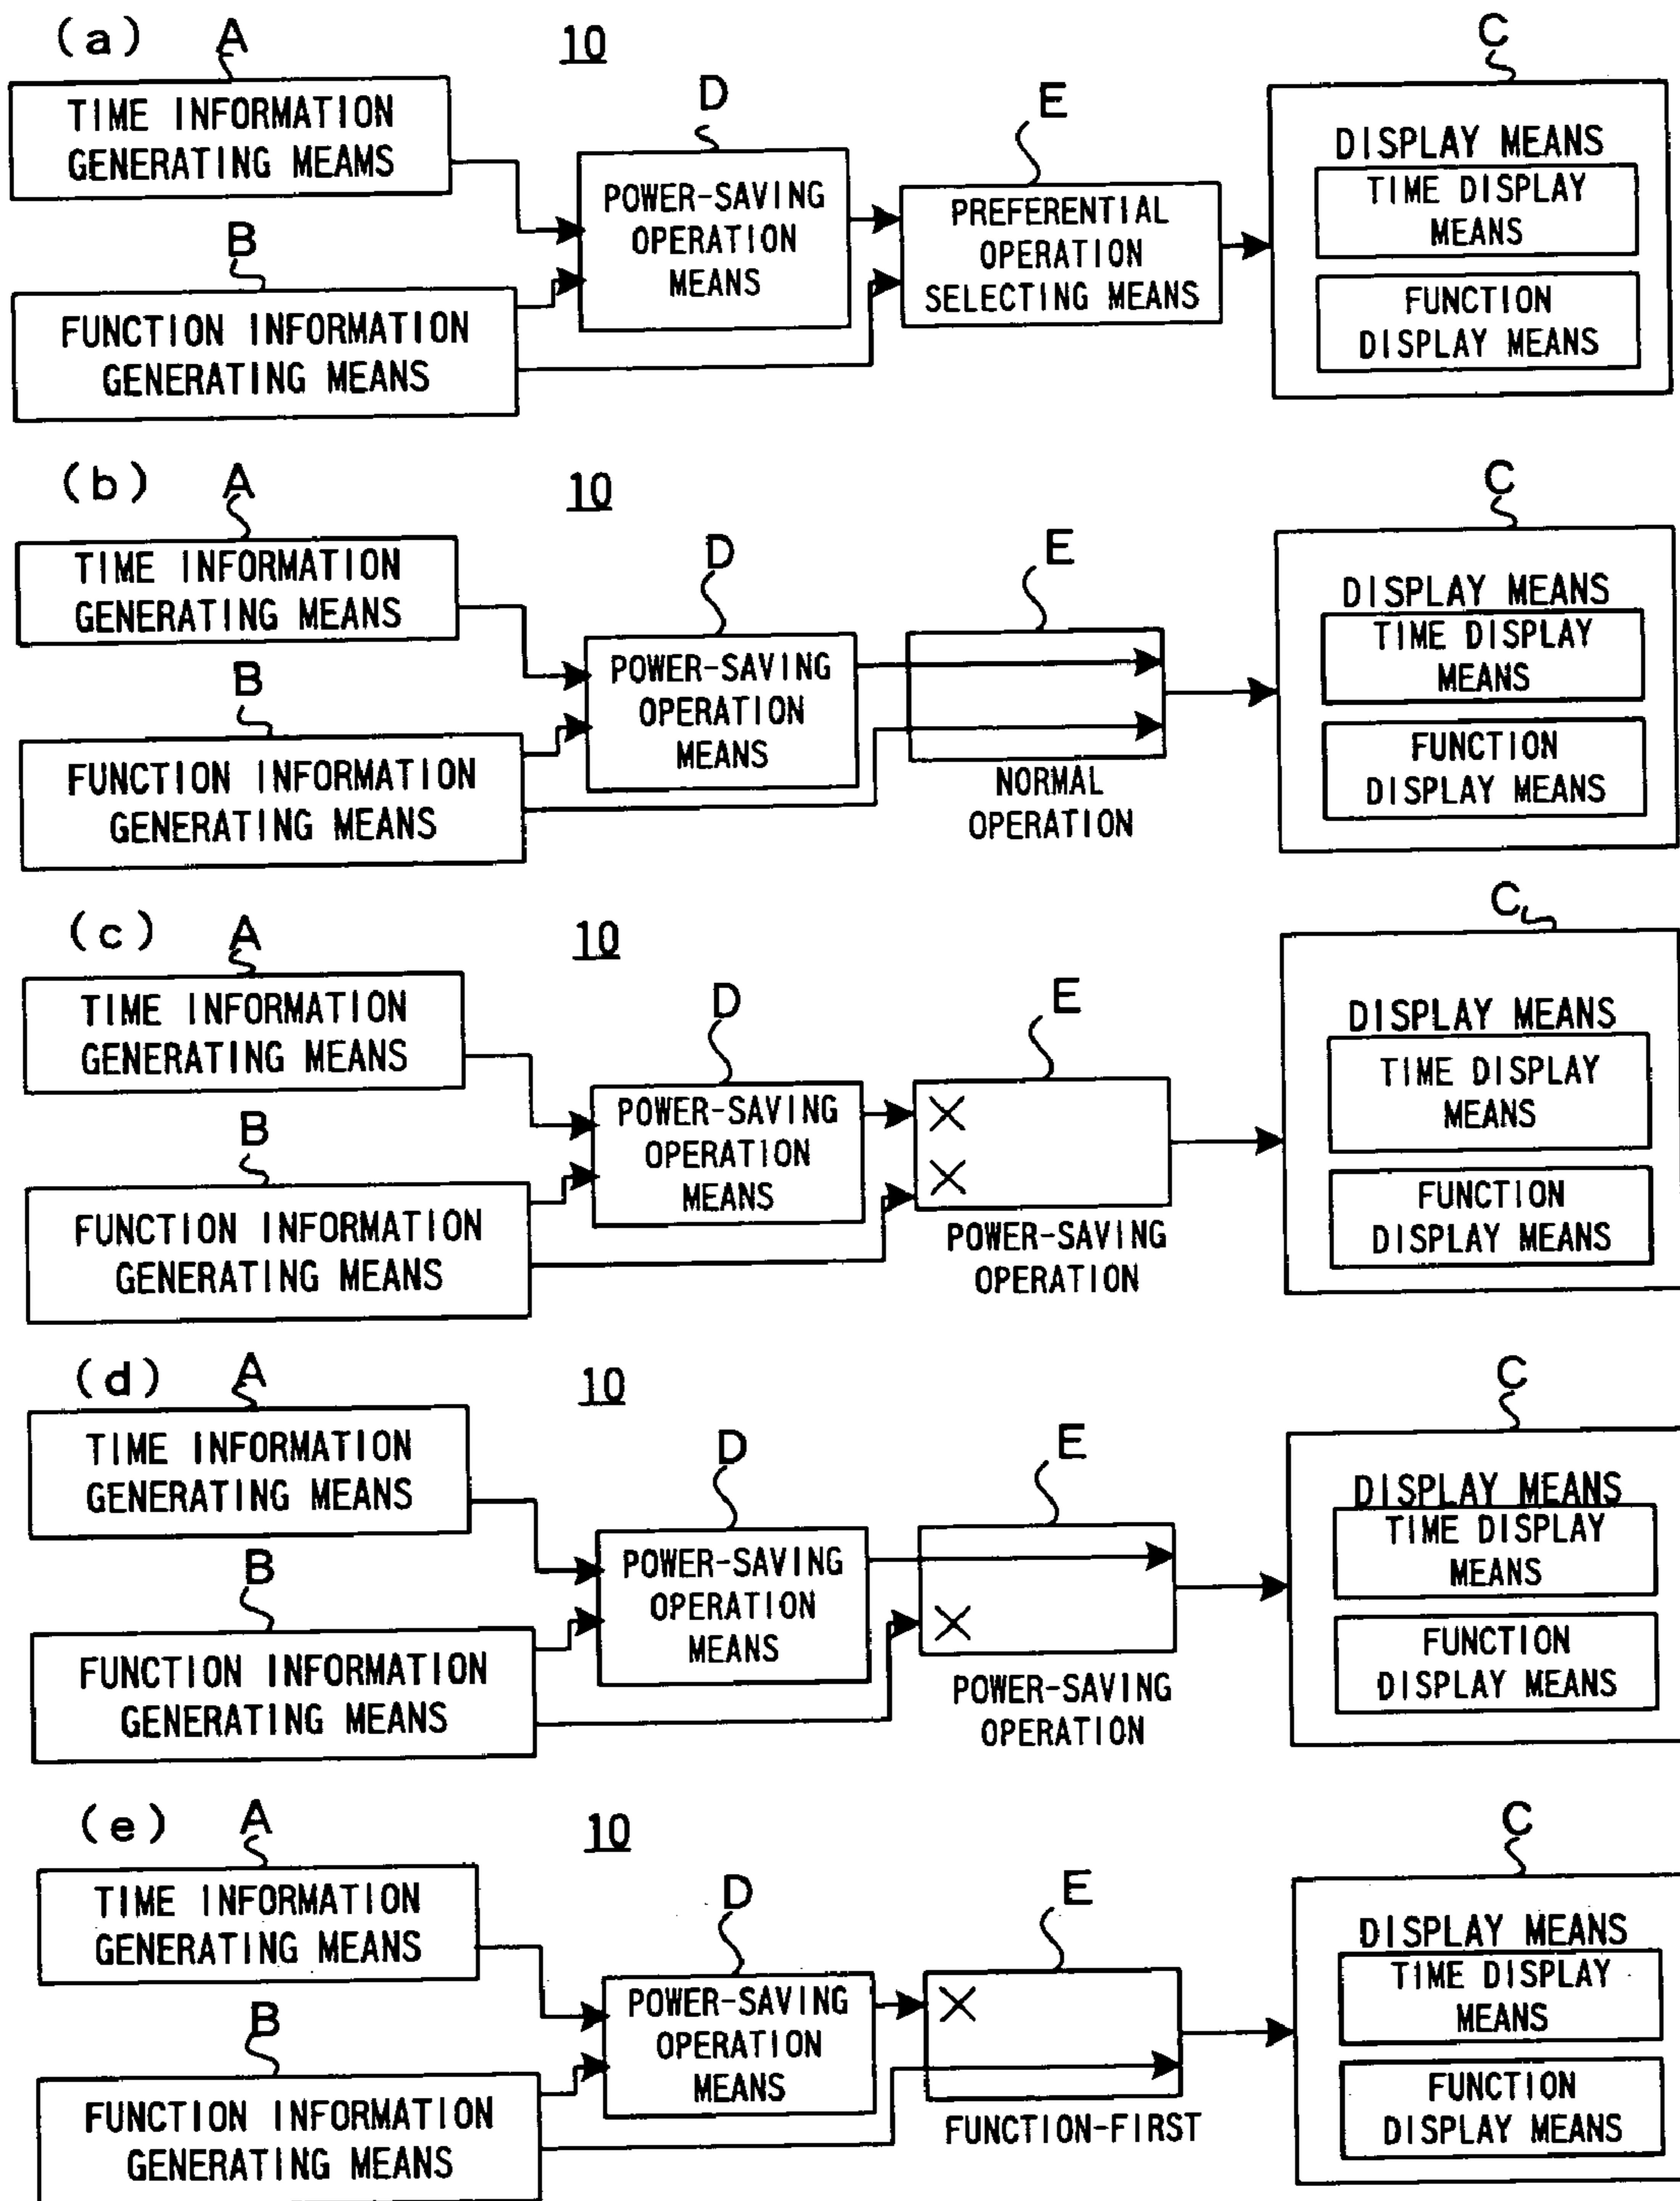 (a) A 10 C
D E
TIME INFORMATION
GENERATING MEAMS
DISPLAY MEANS
TIME DISPLAY
MEANS
POWER-SAVING
OPERATION
MEANS
PREFERENTIAL
OPERATION
SELECTING MEANS
B
FUNCTION INFORMATION
GENERATING MEANS
FUNCTION
DISPLAY MEANS
(b) A 10 C
D E
TIME INFORMATION
GENERATING MEANS
DISPLAY MEANS
TIME DISPLAY
MEANS
POWER-SAVING
OPERATION
MEANS
B
FUNCTION INFORMATION
GENERATING MEANS
NORMAL
OPERATION
FUNCTION
DISPLAY MEANS
(c) A 10 C
D E
TIME INFORMATION
GENERATING MEANS
DISPLAY MEANS
TIME DISPLAY
MEANS
POWER-SAVING
OPERATION
MEANS
B
FUNCTION INFORMATION
GENERATING MEANS
POWER-SAVING
OPERATION
FUNCTION
DISPLAY MEANS
(d) A 10 C
D E
TIME INFORMATION
GENERATING MEANS
DISPLAY MEANS
TIME DISPLAY
MEANS
POWER-SAVING
OPERATION
MEANS
B
FUNCTION INFORMATION
GENERATING MEANS
POWER-SAVING
OPERATION
FUNCTION
DISPLAY MEANS
(e) A 10 C
D E
TIME INFORMATION
GENERATING MEANS
DISPLAY MEANS
TIME DISPLAY
MEANS
POWER-SAVING
OPERATION
MEANS
B
FUNCTION INFORMATION
GENERATING MEANS
FUNCTION-FIRST
FUNCTION
DISPLAY MEANS